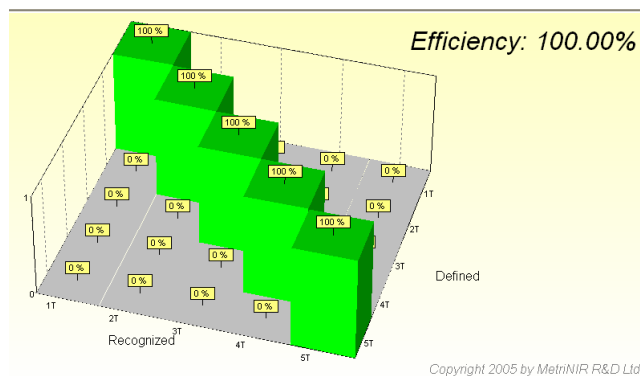 Efficiency: 100.00%
100 %
100 %
100 %
100 %
100 %
0 %
0 %
0 %
0 %
0 %
0 %
0 %
0 %
0 %
0 %
0 %
0 %
0 %
1
0
1T
2T
3T
4T
5T
Recognized
1T
2T
3T
4T
5T
Defined
Copyright 2005 by MetriNIR R&D Ltd